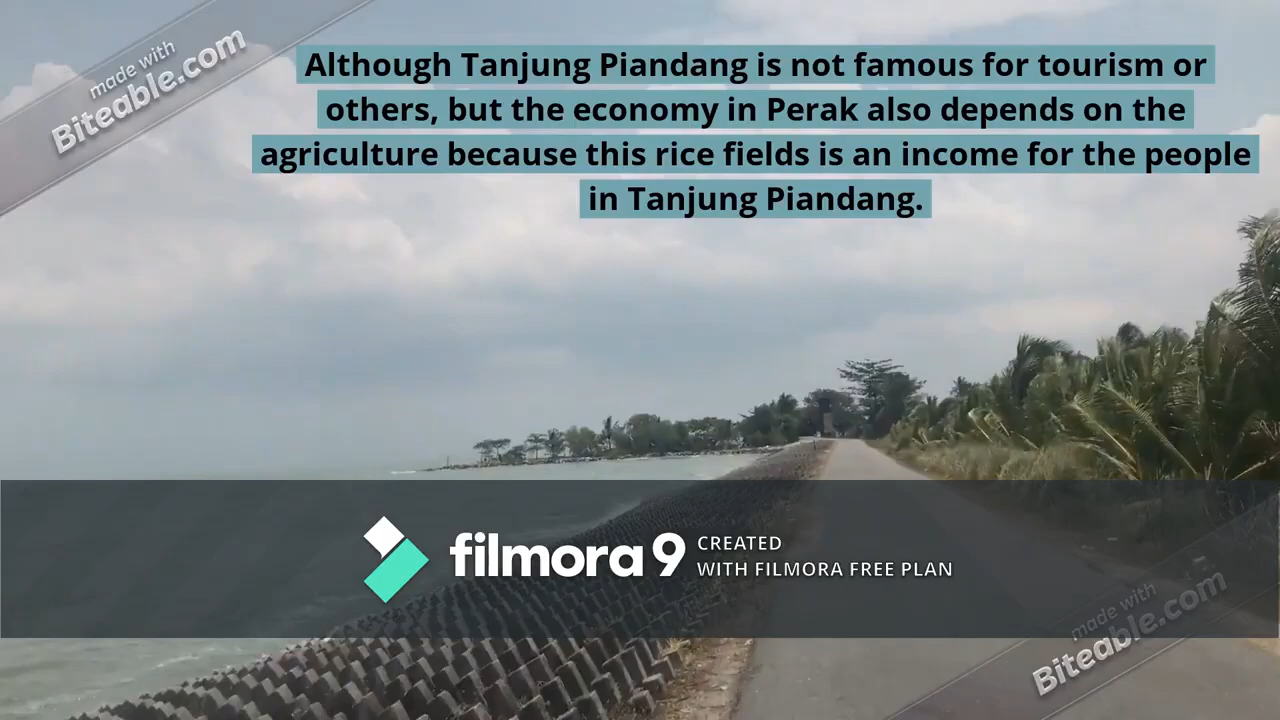 made with
Biteable.com
Although Tanjung Piandang is not famous for tourism or
others, but the economy in Perak also depends on the
agriculture because this rice fields is an income for the people
in Tanjung Piandang.
filmora 9
CREATED
WITH FILMORA FREE PLAN
made with
Biteable.com